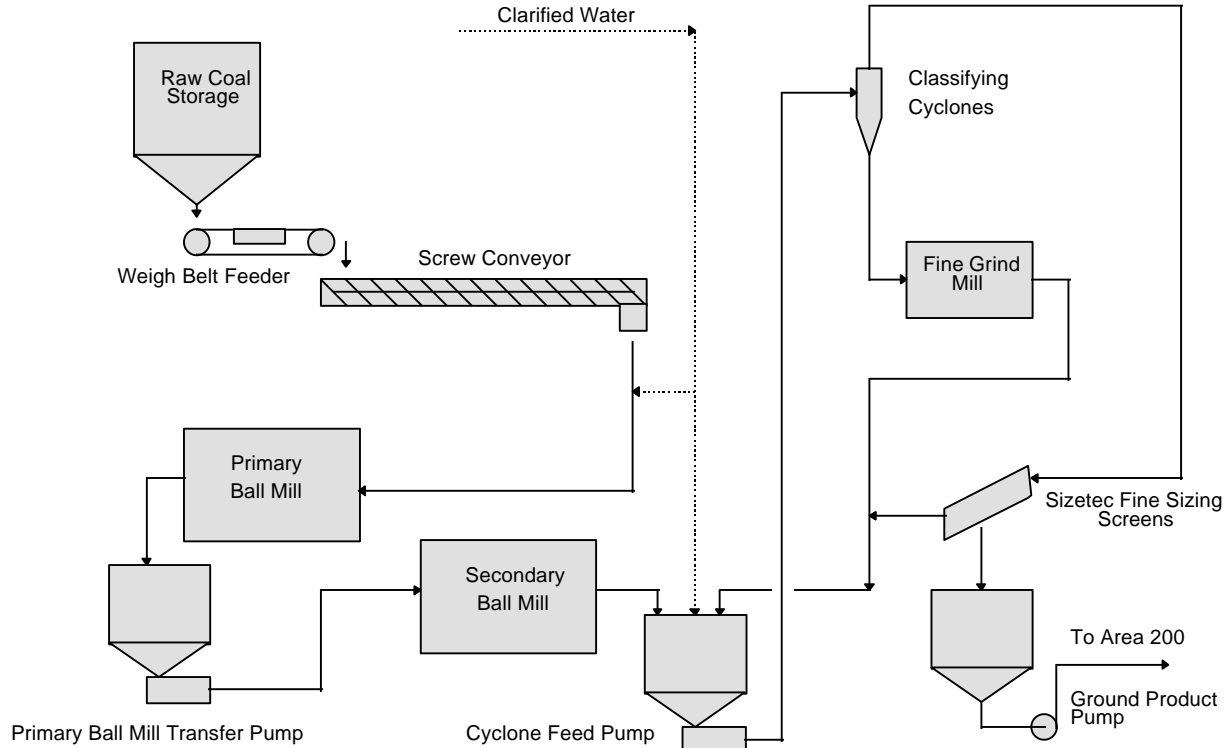 Clarified Water
Raw Coal
Storage
Classifying
Cyclones
Weigh Belt Feeder
Screw Conveyor
Fine Grind
Mill
Primary
Ball Mill
Sizetec Fine Sizing
Screens
Secondary
Ball Mill
To Area 200
Ground Product
Pump
Primary Ball Mill Transfer Pump
Cyclone Feed Pump